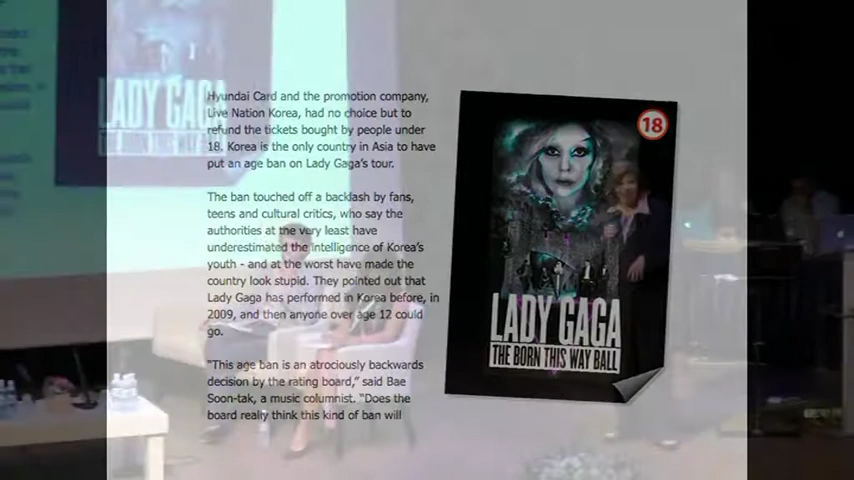 Hyundai Card and the promotion company,
Live Nation Korea, had no choice but to
refund the tickets bought by people under
18. Korea is the only country in Asia to have
put an age ban on Lady Gaga's tour.
The ban touched off a backlash by fans,
teens and cultural critics, who say the
authorities at the very least have
underestimated the intelligence of Korea's
youth - and at the worst have made the
country look stupid. They pointed out that
Lady Gaga has performed in Korea before, in
2009, and then anyone over age 12 could
go.
"This age ban is an atrociously backwards
decision by the rating board," said Bae
Soon-tak, a music columnist. "Does the
board really think this kind of ban will
18
LADY GAGA
THE BORN THIS WAY BALL
LADY GAGA
THE BORN THIS WAY BALL